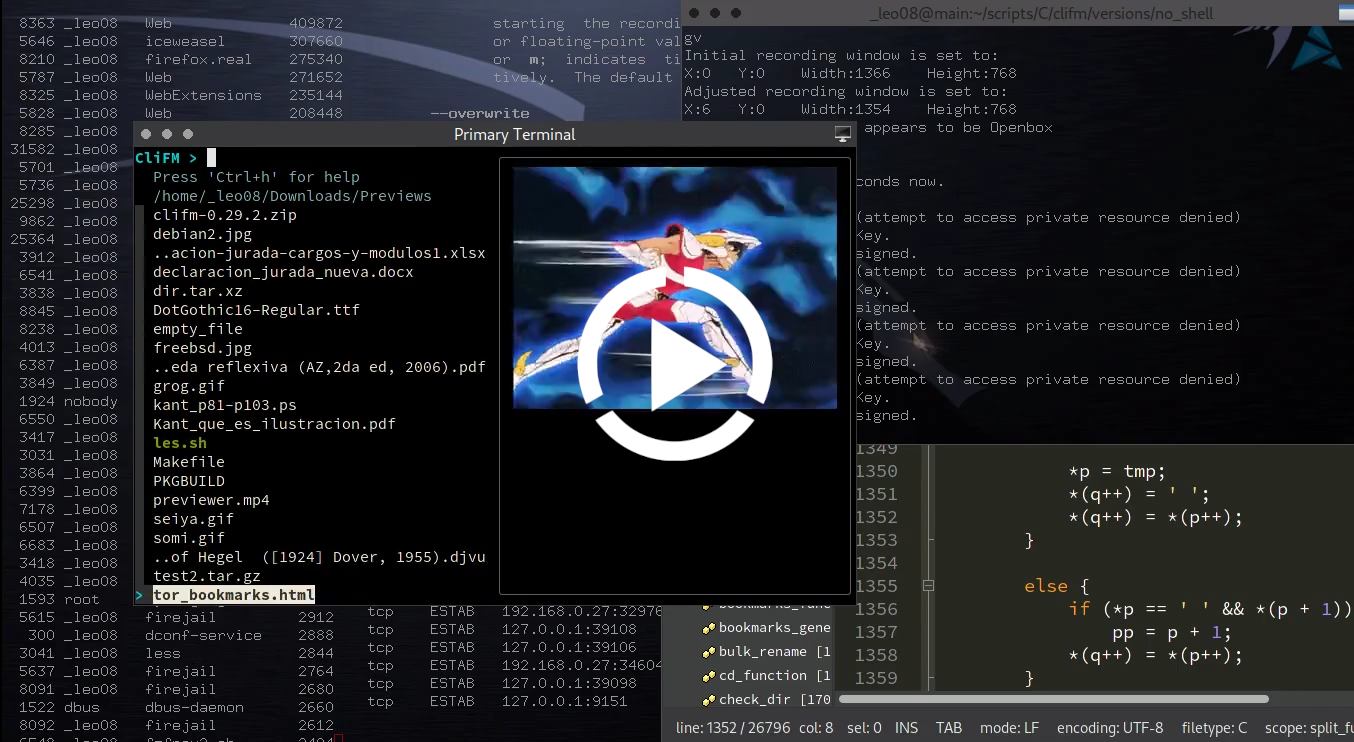 8363 _leo08 Web 409872
5646 _leo08 iceweasel 307660
8210 _leo08 firefox.real 275340
5787 _leo08 Web 271652
8325 _leo08 WebExtensions 235144
5828 _leo08 Web 208448
8285 _leo08
31582 _leo08
5701 _leo08
5736 _leo08
25298 _leo08
9862 _leo08
25364 _leo08
3912 _leo08
6541 _leo08
3838 _leo08
8845 _leo08
8238 _leo08
4013 _leo08
6387 _leo08
3849 _leo08
1924 nobody
6550 _leo08
3417 _leo08
3031 _leo08
3864 _leo08
6399 _leo08
7178 _leo08
6507 _leo08
6683 _leo08
3418 _leo08
4035 _leo08
1593 root
5615 _leo08 firejail 2912
300 _leo08 dconf-service 2888
3041 _leo08 less 2844
5637 _leo08 firejail 2764
8091 _leo08 firejail 2680
1522 dbus dbus-daemon 2660
8092 _leo08 firejail 2612
starting the recordi
or floating-point val
or m; indicates ti
tively. The default
--overwrite
_leo08@main:~/scripts/C/clifm/versions/no_shell
gv
Initial recording window is set to:
X:0 Y:0 Width:1366 Height:768
Adjusted recording window is set to:
X:6 Y:0 Width:1354 Height:768
appears to be Openbox
conds now.
(attempt to access private resource denied)
Key.
signed.
(attempt to access private resource denied)
Key.
signed.
(attempt to access private resource denied)
Key.
signed.
(attempt to access private resource denied)
Key.
signed.
Primary Terminal
CliFM >
Press 'Ctrl+h' for help
/home/_leo08/Downloads/Previews
clifm-0.29.2.zip
debian2.jpg
..acion-jurada-cargos-y-modulos1.xlsx
declaracion_jurada_nueva.docx
dir.tar.xz
DotGothic16-Regular.ttf
empty_file
freebsd.jpg
..eda reflexiva (AZ,2da ed, 2006).pdf
grog.gif
kant_p81-p103.ps
Kant_que_es_ilustracion.pdf
les.sh
Makefile
PKGBUILD
previewer.mp4
seiya.gif
somi.gif
..of Hegel ([1924] Dover, 1955).djvu
test2.tar.gz
> tor_bookmarks.html
tcp ESTAB 192.168.0.27:32976
tcp ESTAB 127.0.0.1:39108
tcp ESTAB 127.0.0.1:39106
tcp ESTAB 192.168.0.27:34604
tcp ESTAB 127.0.0.1:39098
tcp ESTAB 127.0.0.1:9151
bookmarks_func
bookmarks_gene
bulk_rename [1
cd_function [1
check_dir [170
1349
1350 *p = tmp;
1351 *(q++) = ' ';
1352 *(q++) = *(p++);
1353 }
1354
1355 else {
1356 if (*p == ' ' && *(p + 1))
1357 pp = p + 1;
1358 *(q++) = *(p++);
1359 }
line: 1352 / 26796 col: 8 sel: 0 INS TAB mode: LF encoding: UTF-8 filetype: C scope: split_fu